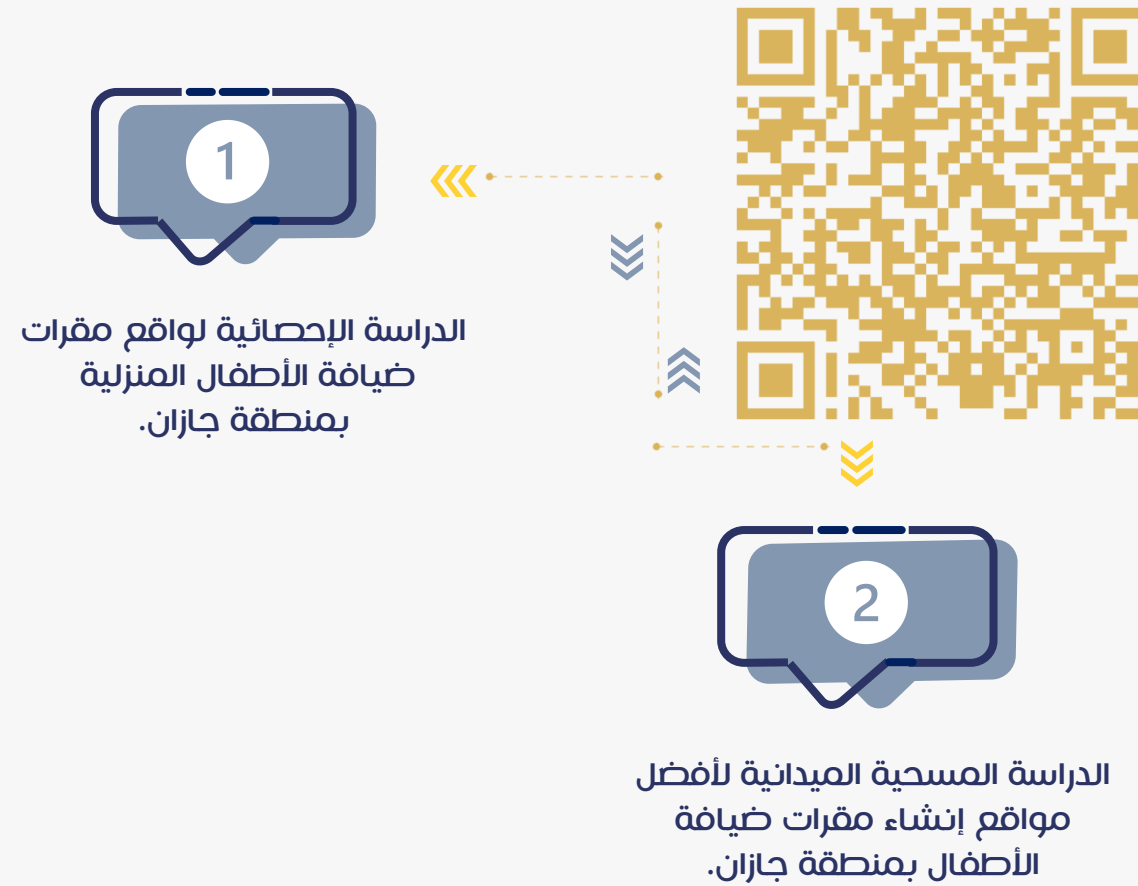 1
الدراسة الإحصائية لواقع مقرات
ضيافة الأطفال المنزلية
بمنطقة جازان.
2
الدراسة المسحية الميدانية لأفضل
مواقع إنشاء مقرات ضيافة
الأطفال بمنطقة جازان.